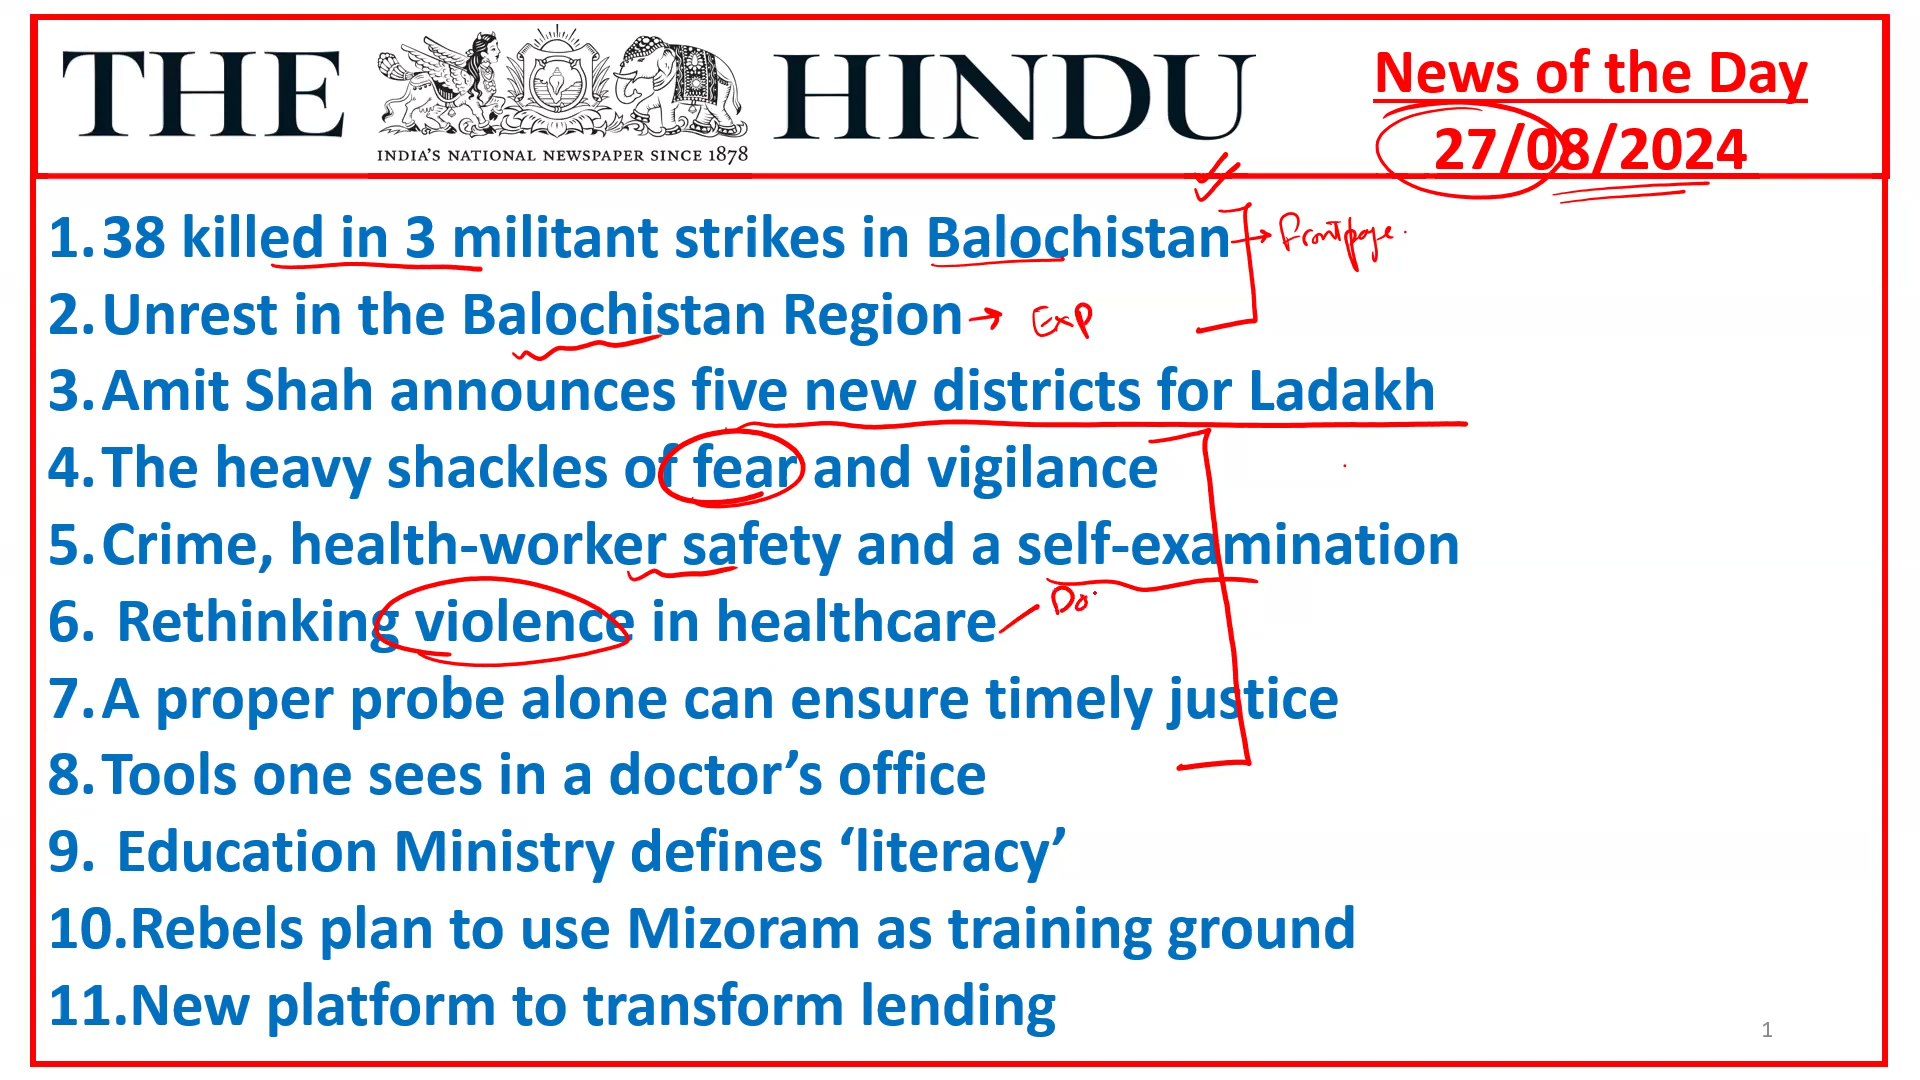 THE HINDU
INDIA'S NATIONAL NEWSPAPER SINCE 1878
News of the Day
27/08/2024
1. 38 killed in 3 militant strikes in Balochistan → Frontpage.
2. Unrest in the Balochistan Region → Exp
3. Amit Shah announces five new districts for Ladakh
4. The heavy shackles of fear and vigilance
5. Crime, health-worker safety and a self-examination
6. Rethinking violence in healthcare Do
7. A proper probe alone can ensure timely justice
8. Tools one sees in a doctor’s office
9. Education Ministry defines ‘literacy’
10. Rebels plan to use Mizoram as training ground
11. New platform to transform lending
1